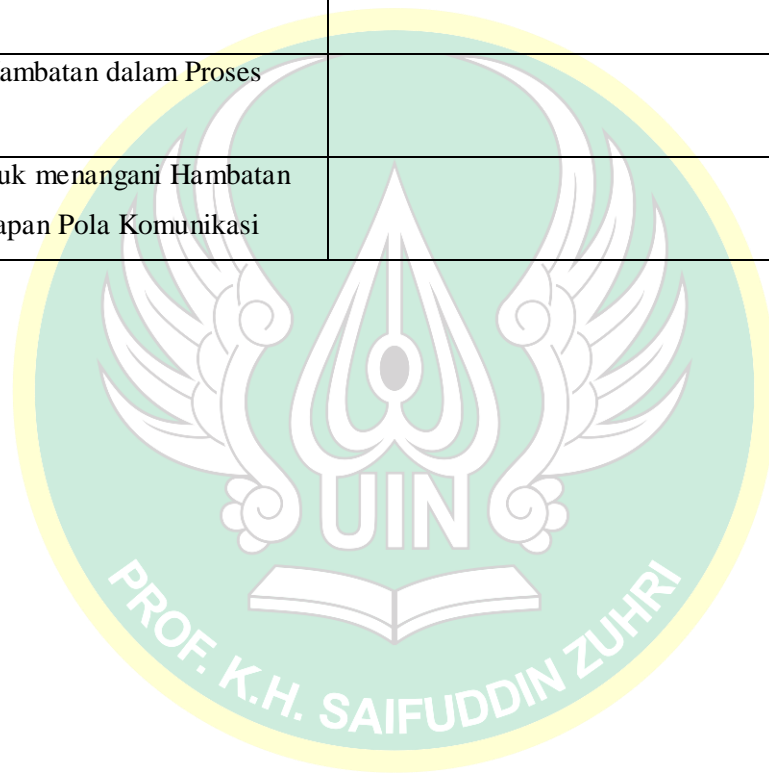 ambatan dalam Proses
uk menangani Hambatan
apan Pola Komunikasi
UIN
PROF. K.H. SAIFUDDIN ZUHRI